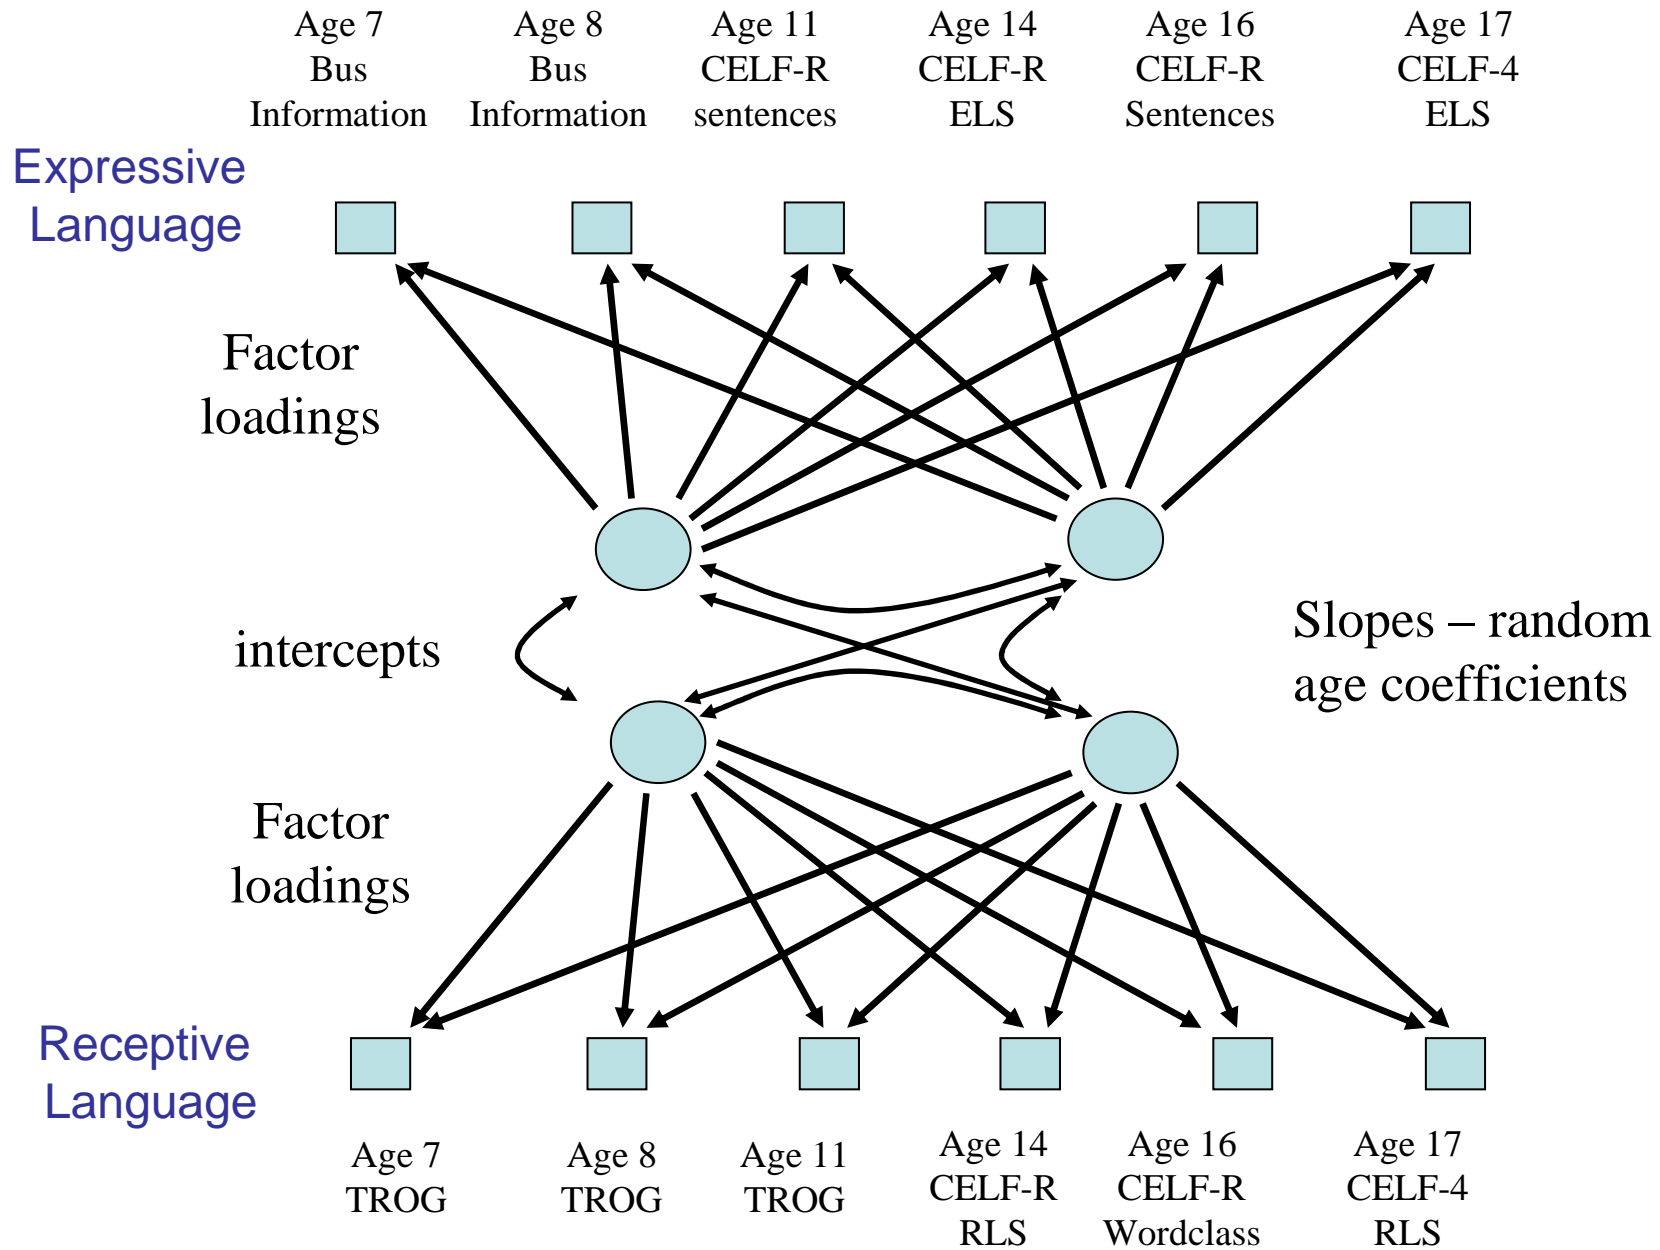 Age 7
Bus
Information
Age 8
Bus
Information
Age 11
CELF-R
sentences
Age 14
CELF-R
ELS
Age 16
CELF-R
Sentences
Age 17
CELF-4
ELS
Expressive
Language
Factor
loadings
intercepts
Slopes – random
age coefficients
Factor
loadings
Receptive
Language
Age 7
TROG
Age 8
TROG
Age 11
TROG
Age 14
CELF-R
RLS
Age 16
CELF-R
Wordclass
Age 17
CELF-4
RLS